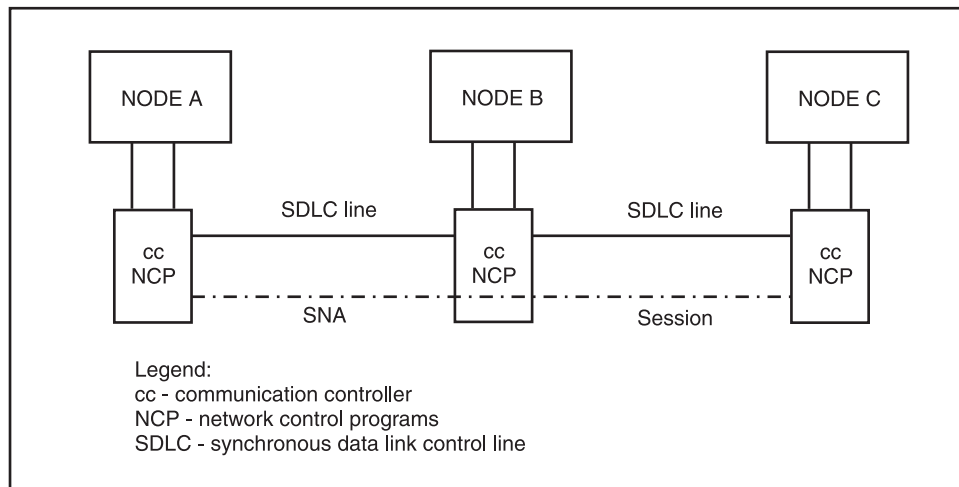 NODE A
NODE B
NODE C
SDLC line
SDLC line
cc
NCP
cc
NCP
cc
NCP
SNA
Session
Legend:
cc - communication controller
NCP - network control programs
SDLC - synchronous data link control line